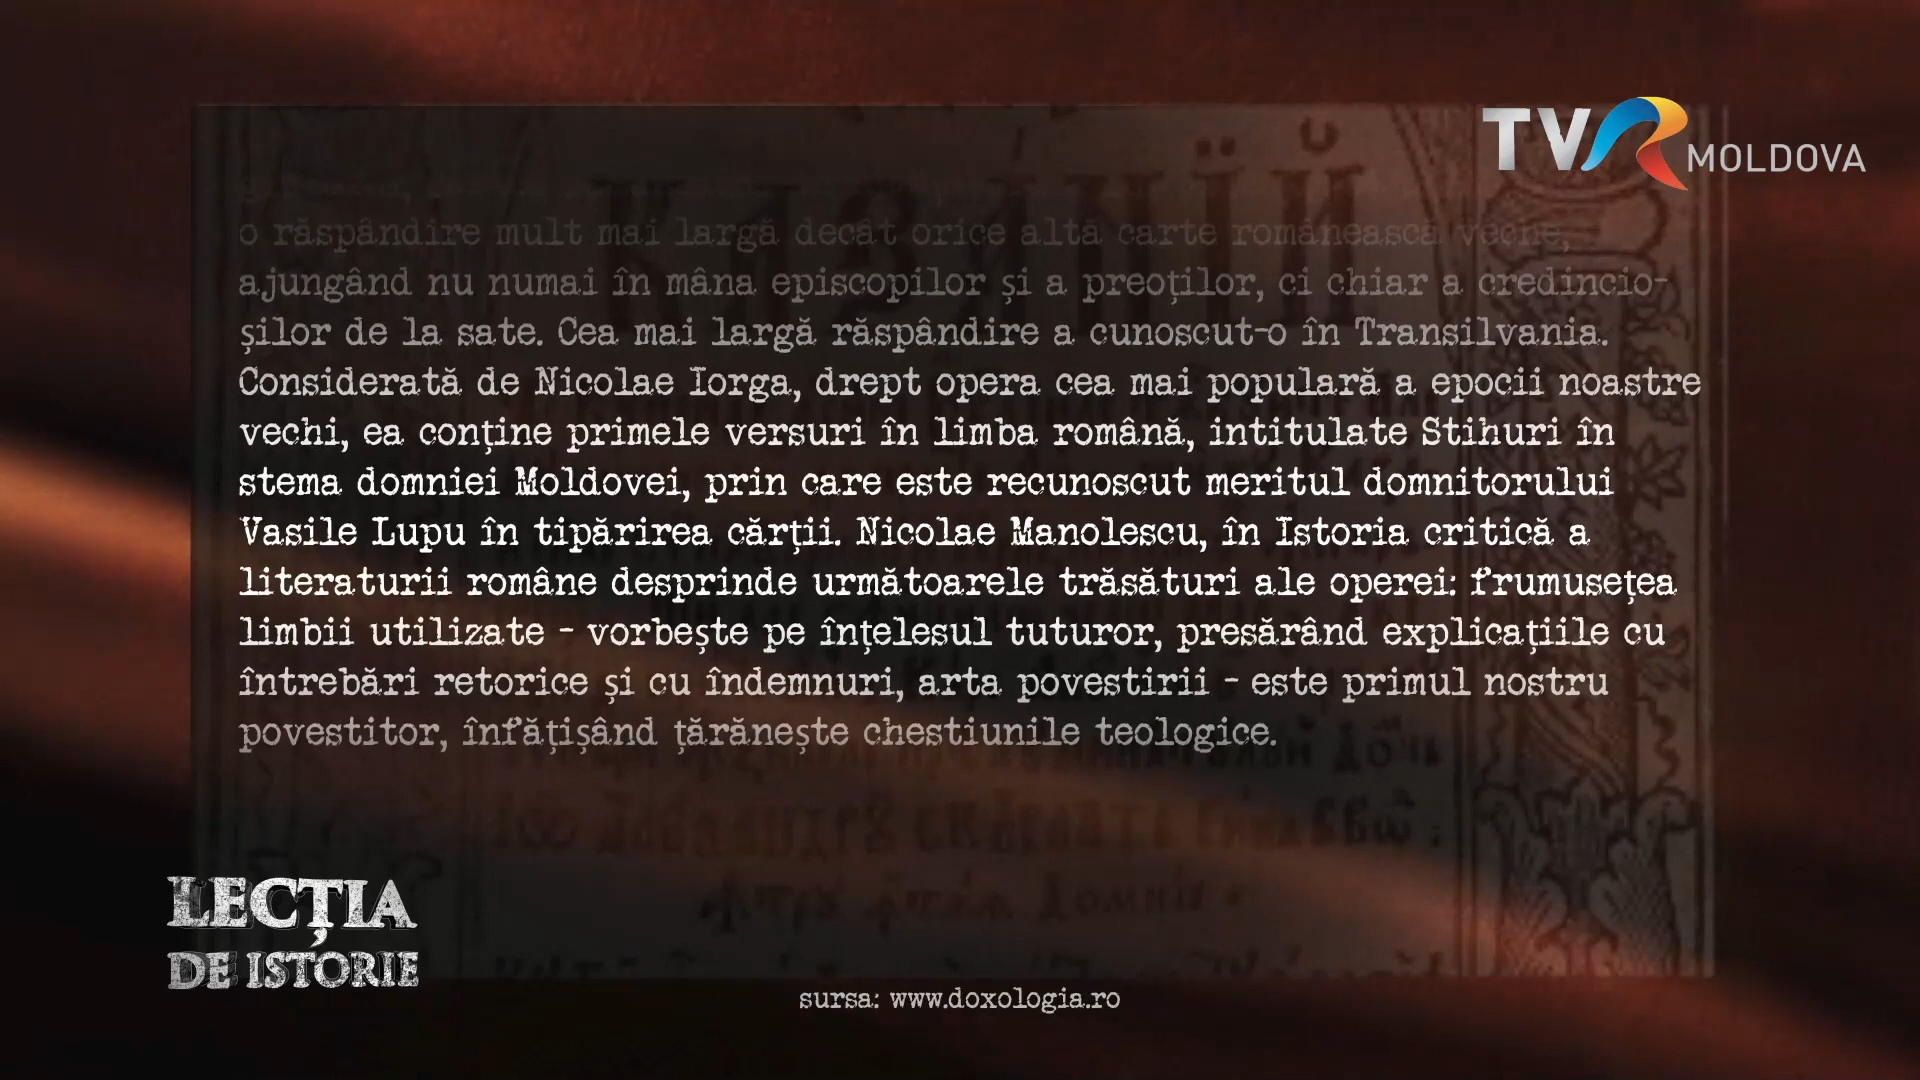 TVR MOLDOVA
КАЗАНІЙ
o răspândire mult mai largă decât orice altă carte românească veche,
ajungând nu numai în mâna episcopilor și a preoților, ci chiar a credincio-
șilor de la sate. Cea mai largă răspândire a cunoscut-o în Transilvania.
Considerată de Nicolae Iorga, drept opera cea mai populară a epocii noastre
vechi, ea conține primele versuri în limba română, intitulate Stihuri în
stema domniei Moldovei, prin care este recunoscut meritul domnitorului
Vasile Lupu în tipărirea cărții. Nicolae Manolescu, în Istoria critică a
literaturii române desprinde următoarele trăsături ale operei: frumusețea
limbii utilizate - vorbește pe înțelesul tuturor, presărând explicațiile cu
întrebări retorice și cu îndemnuri, arta povestirii - este primul nostru
povestitor, înfățișând țărănește chestiunile teologice.
LECȚIA
DE ISTORIE
sursa: www.doxologia.ro